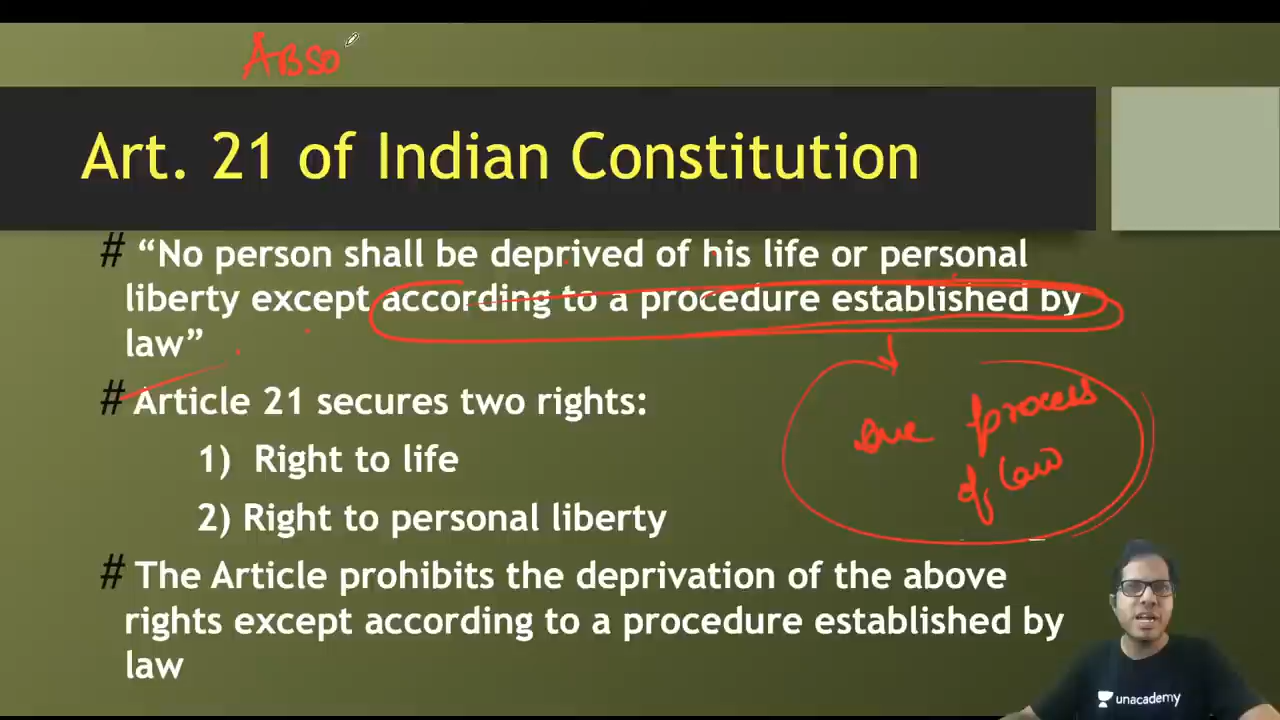 ABSO
Art. 21 of Indian Constitution
# “No person shall be deprived of his life or personal
liberty except according to a procedure established by
law”
# Article 21 secures two rights:
1) Right to life
2) Right to personal liberty
Due process
of law
# The Article prohibits the deprivation of the above
rights except according to a procedure established by
law
unacademy